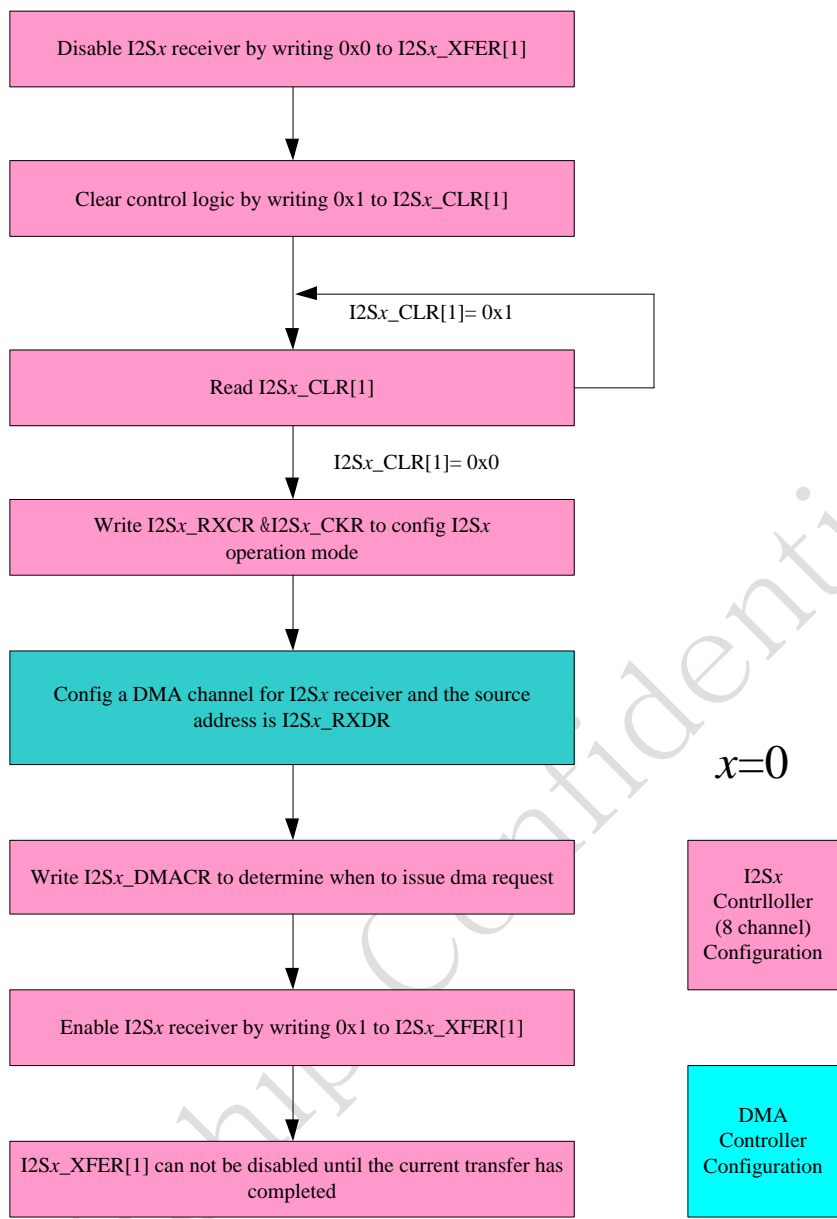 Disable I2Sx receiver by writing 0x0 to I2Sx_XFER[1]
Clear control logic by writing 0x1 to I2Sx_CLR[1]
I2Sx_CLR[1]= 0x1
Read I2Sx_CLR[1]
I2Sx_CLR[1]= 0x0
Write I2Sx_RXCR &I2Sx_CKR to config I2Sx
operation mode
Config a DMA channel for I2Sx receiver and the source
address is I2Sx_RXDR
x=0
Write I2Sx_DMACR to determine when to issue dma request
I2Sx
Contrlloller
(8 channel)
Configuration
Enable I2Sx receiver by writing 0x1 to I2Sx_XFER[1]
DMA
Controller
Configuration
I2Sx_XFER[1] can not be disabled until the current transfer has
completed